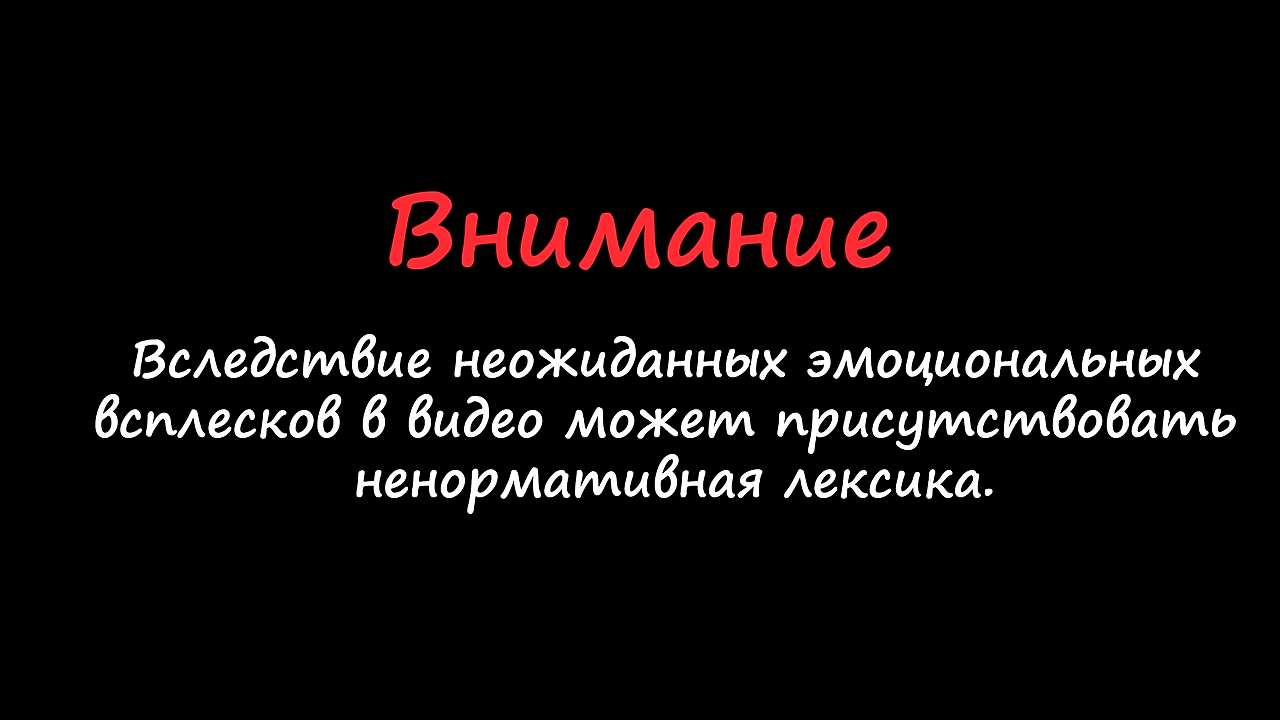 Внимание
Вследствие неожиданных эмоциональных
всплесков в видео может присутствовать
ненормативная лексика.